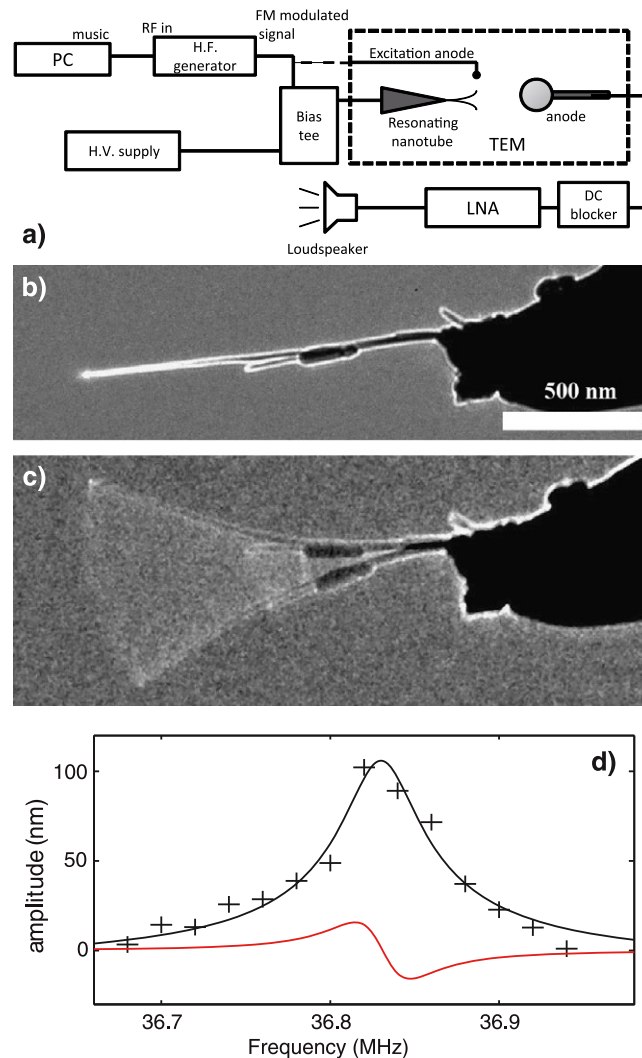 music
RF in
FM modulated
signal
PC
H.F.
generator
Excitation anode
Bias
tee
Resonating
nanotube
anode
TEM
H.V. supply
LNA
DC
blocker
Loudspeaker
a)
b)
500 nm
c)
d)
100
50
0
amplitude (nm)
36.7
36.8
36.9
Frequency (MHz)